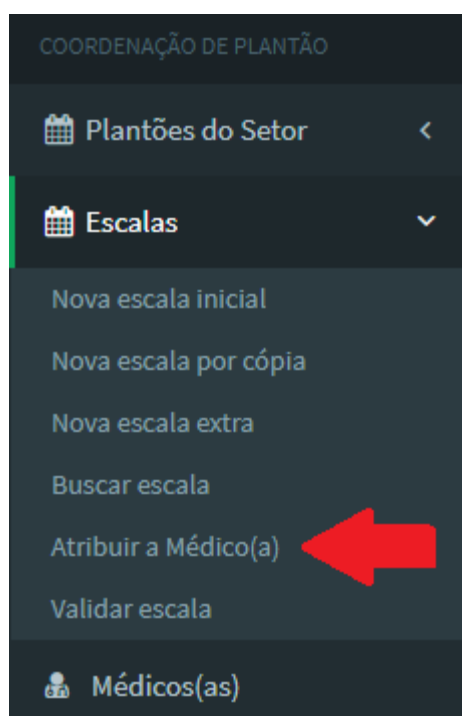 COORDENAÇÃO DE PLANTÃO
Plantões do Setor
Escalas
Nova escala inicial
Nova escala por cópia
Nova escala extra
Buscar escala
Atribuir a Médico(a)
Validar escala
Médicos(as)